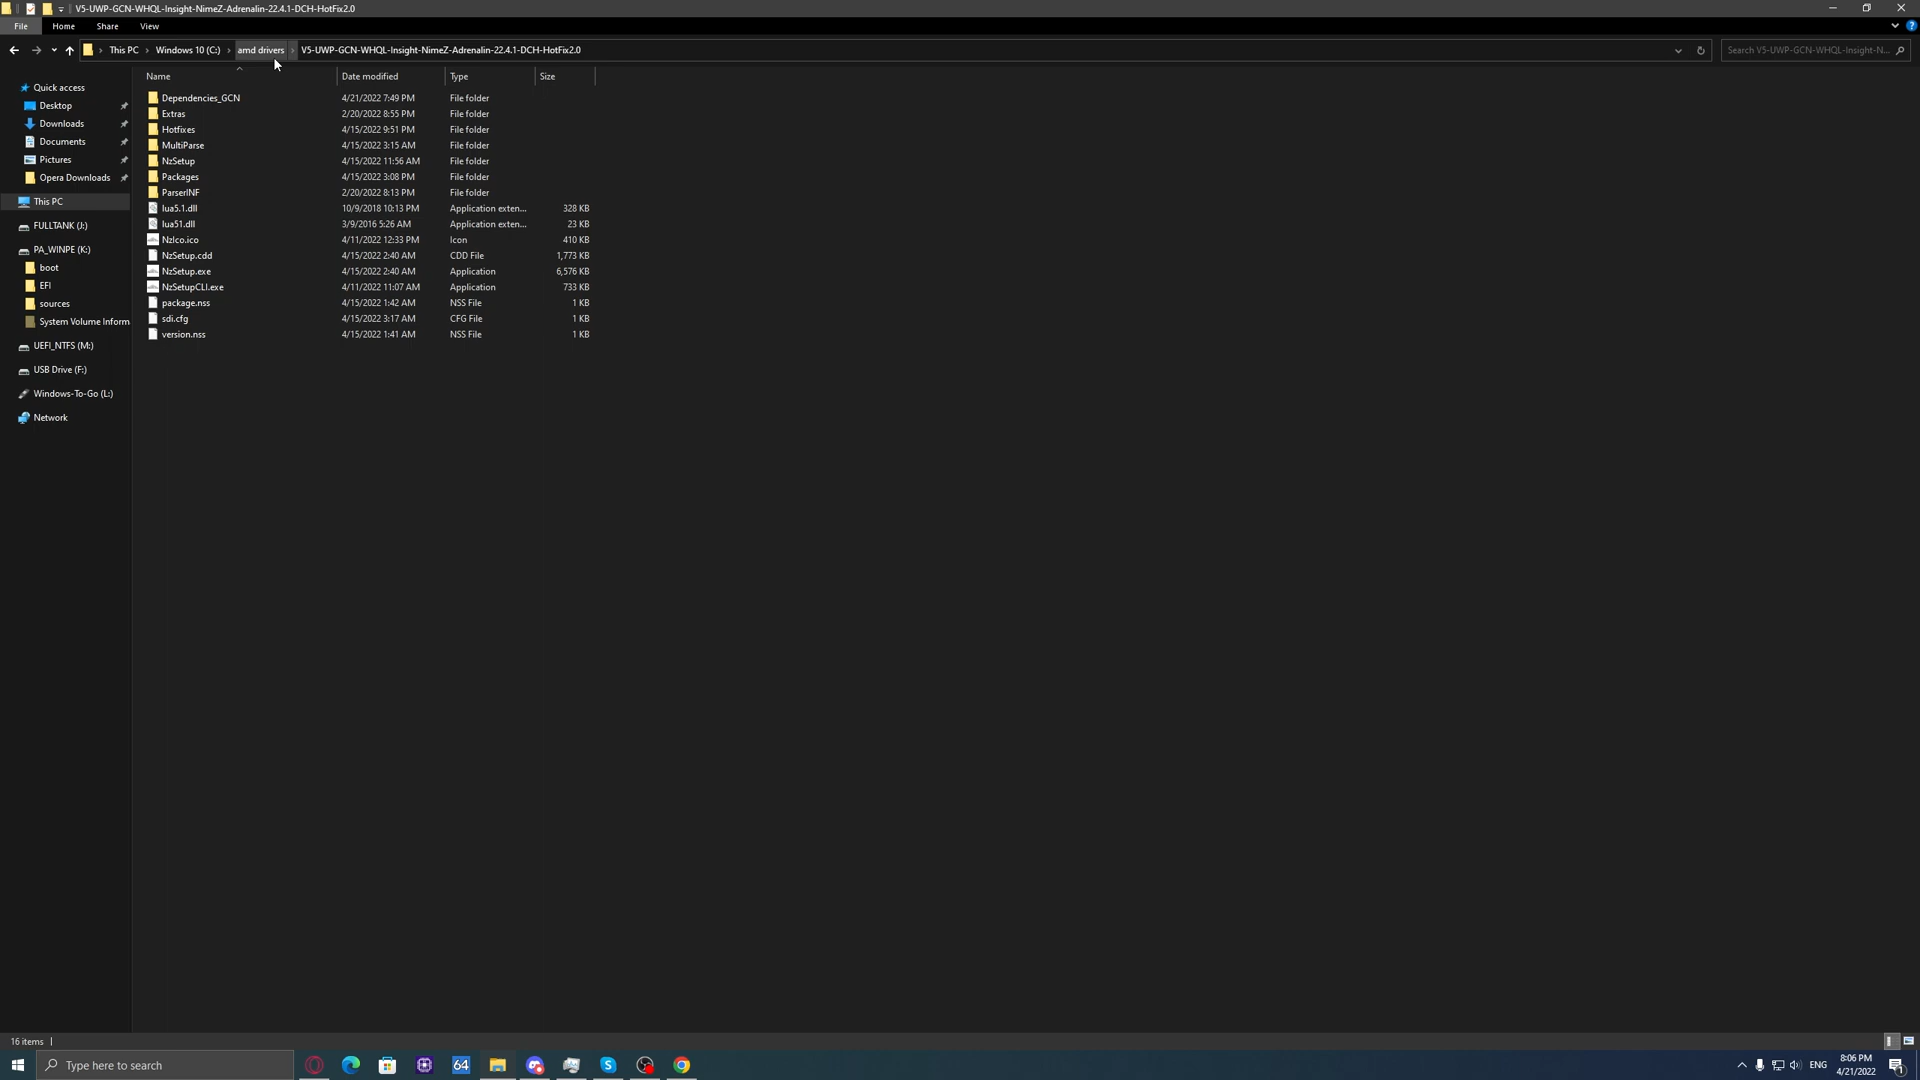 V5-UWP-GCN-WHQL-Insight-NimeZ-Adrenalin-22.4.1-DCH-HotFix2.0
File Home Share View
This PC Windows 10 (C:) amd drivers V5-UWP-GCN-WHQL-Insight-NimeZ-Adrenalin-22.4.1-DCH-HotFix2.0 Search V5-UWP-GCN-WHQL-Insight-N...
Name Date modified Type Size
Quick access
Desktop
Downloads
Documents
Pictures
Opera Downloads
This PC
FULLTANK (J:)
PA_WINPE (K:)
boot
EFI
sources
System Volume Inform
UEFI_NTFS (M:)
USB Drive (F:)
Windows-To-Go (L:)
Network
Dependencies_GCN 4/21/2022 7:49 PM File folder
Extras 2/20/2022 8:55 PM File folder
Hotfixes 4/15/2022 9:51 PM File folder
MultiParse 4/15/2022 3:15 AM File folder
NzSetup 4/15/2022 11:56 AM File folder
Packages 4/15/2022 3:08 PM File folder
ParserINF 2/20/2022 8:13 PM File folder
lua5.1.dll 10/9/2018 10:13 PM Application exten... 328 KB
lua51.dll 3/9/2016 5:26 AM Application exten... 23 KB
NzIco.ico 4/11/2022 12:33 PM Icon 410 KB
NzSetup.cdd 4/15/2022 2:40 AM CDD File 1,773 KB
NzSetup.exe 4/15/2022 2:40 AM Application 6,576 KB
NzSetupCLI.exe 4/11/2022 11:07 AM Application 733 KB
package.nss 4/15/2022 1:42 AM NSS File 1 KB
sdi.cfg 4/15/2022 3:17 AM CFG File 1 KB
version.nss 4/15/2022 1:41 AM NSS File 1 KB
16 items
Type here to search 64 S ENG 8:06 PM
4/21/2022 1